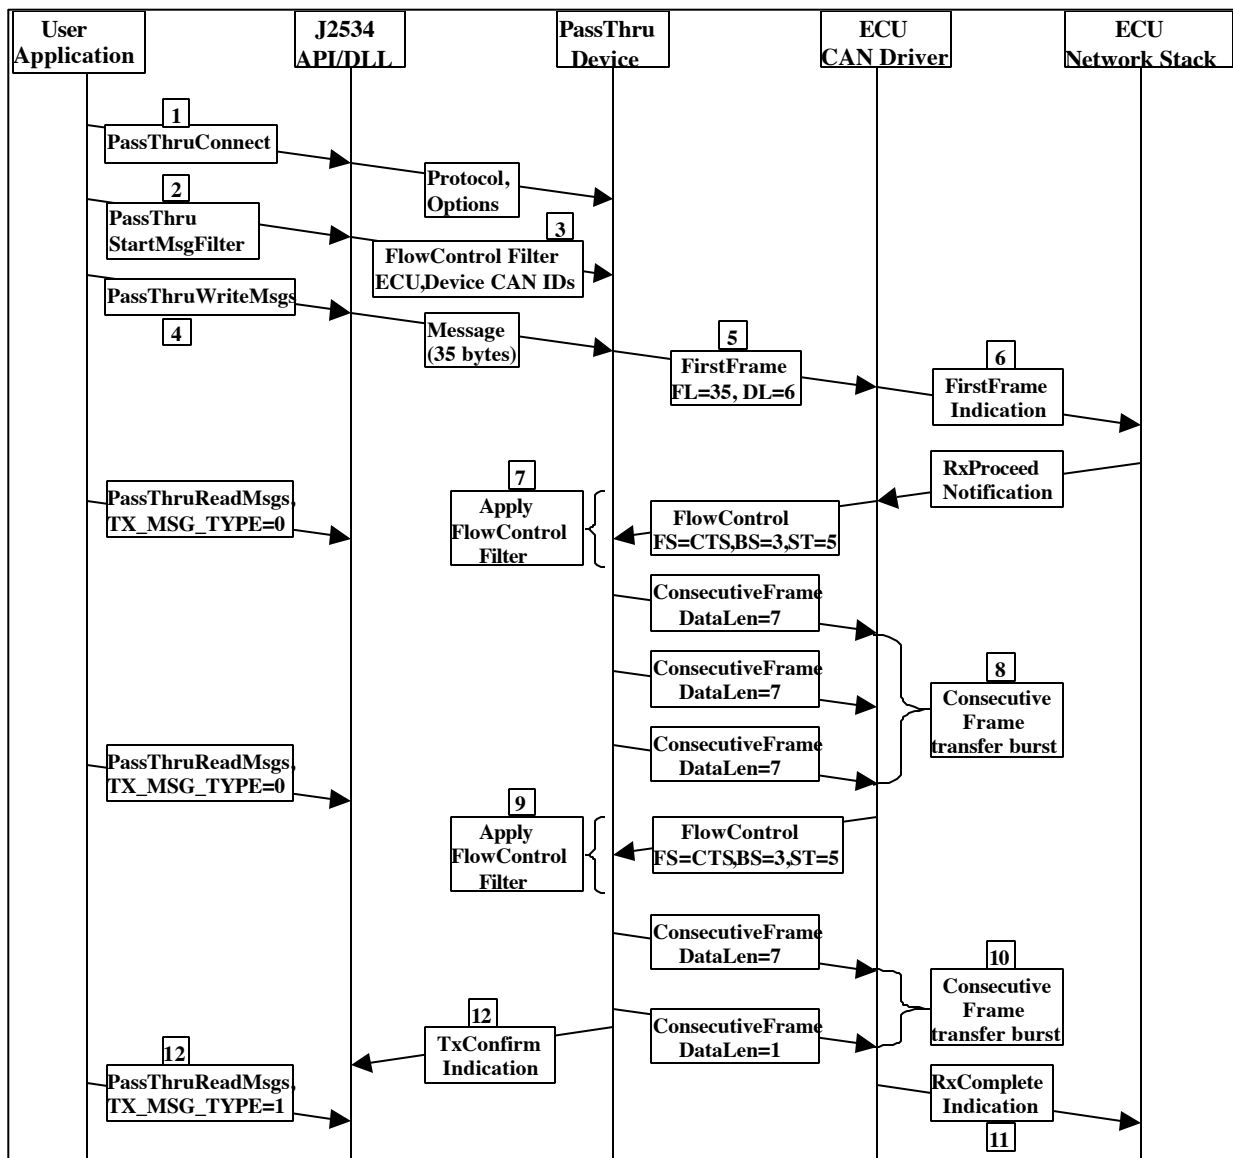 User
Application
J2534
API/DLL
PassThru
Device
ECU
CAN Driver
ECU
Network Stack
1
PassThruConnect
Protocol,
Options
2
PassThru
StartMsgFilter
3
FlowControl Filter
ECU,Device CAN IDs
PassThruWriteMsgs
4
Message
(35 bytes)
5
FirstFrame
FL=35, DL=6
6
FirstFrame
Indication
RxProceed
Notification
7
Apply
FlowControl
Filter
PassThruReadMsgs,
TX_MSG_TYPE=0
FlowControl
FS=CTS,BS=3,ST=5
ConsecutiveFrame
DataLen=7
ConsecutiveFrame
DataLen=7
ConsecutiveFrame
DataLen=7
8
Consecutive
Frame
transfer burst
PassThruReadMsgs,
TX_MSG_TYPE=0
9
Apply
FlowControl
Filter
FlowControl
FS=CTS,BS=3,ST=5
ConsecutiveFrame
DataLen=7
10
Consecutive
Frame
transfer burst
ConsecutiveFrame
DataLen=1
12
TxConfirm
Indication
12
PassThruReadMsgs,
TX_MSG_TYPE=1
RxComplete
Indication
11